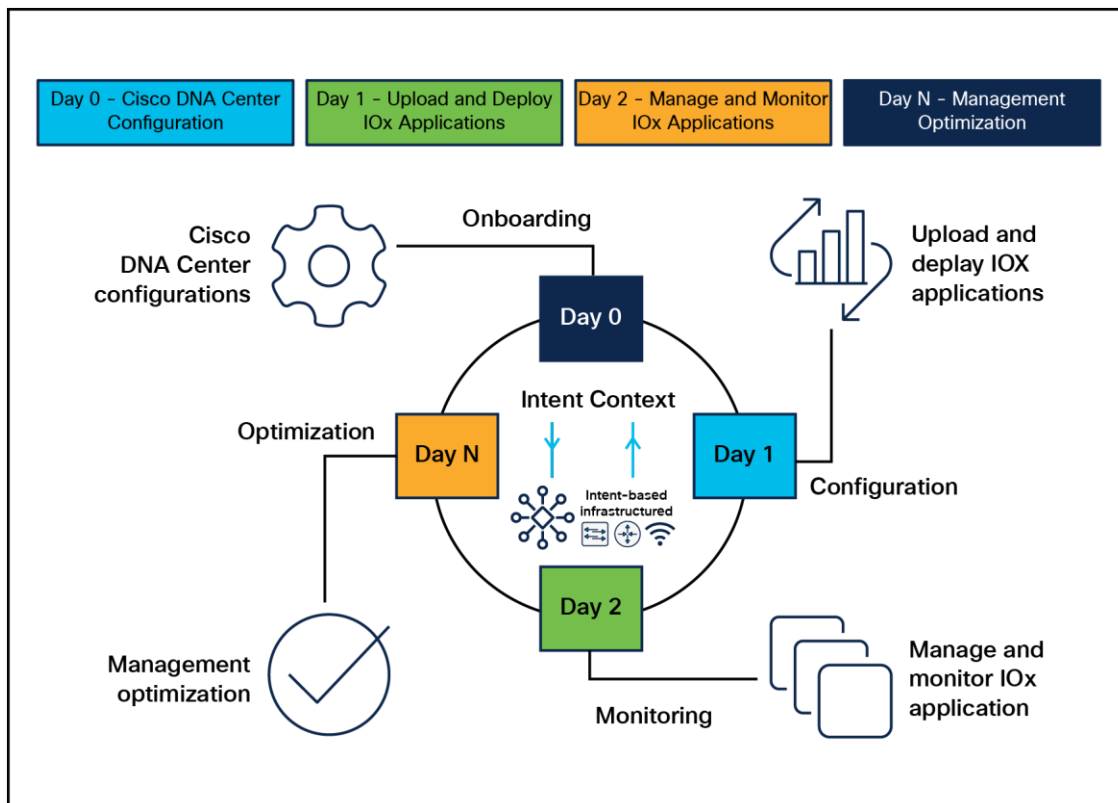 Day 0 - Cisco DNA Center
Configuration
Day 1 - Upload and Deploy
IOx Applications
Day 2 - Manage and Monitor
IOx Applications
Day N - Management
Optimization
Onboarding
Cisco
DNA Center
configurations
Upload and
deplay IOX
applications
Day 0
Intent Context
Optimization
Day N
Day 1
Configuration
Intent-based
infrastructured
Day 2
Management
optimization
Manage and
monitor IOx
application
Monitoring